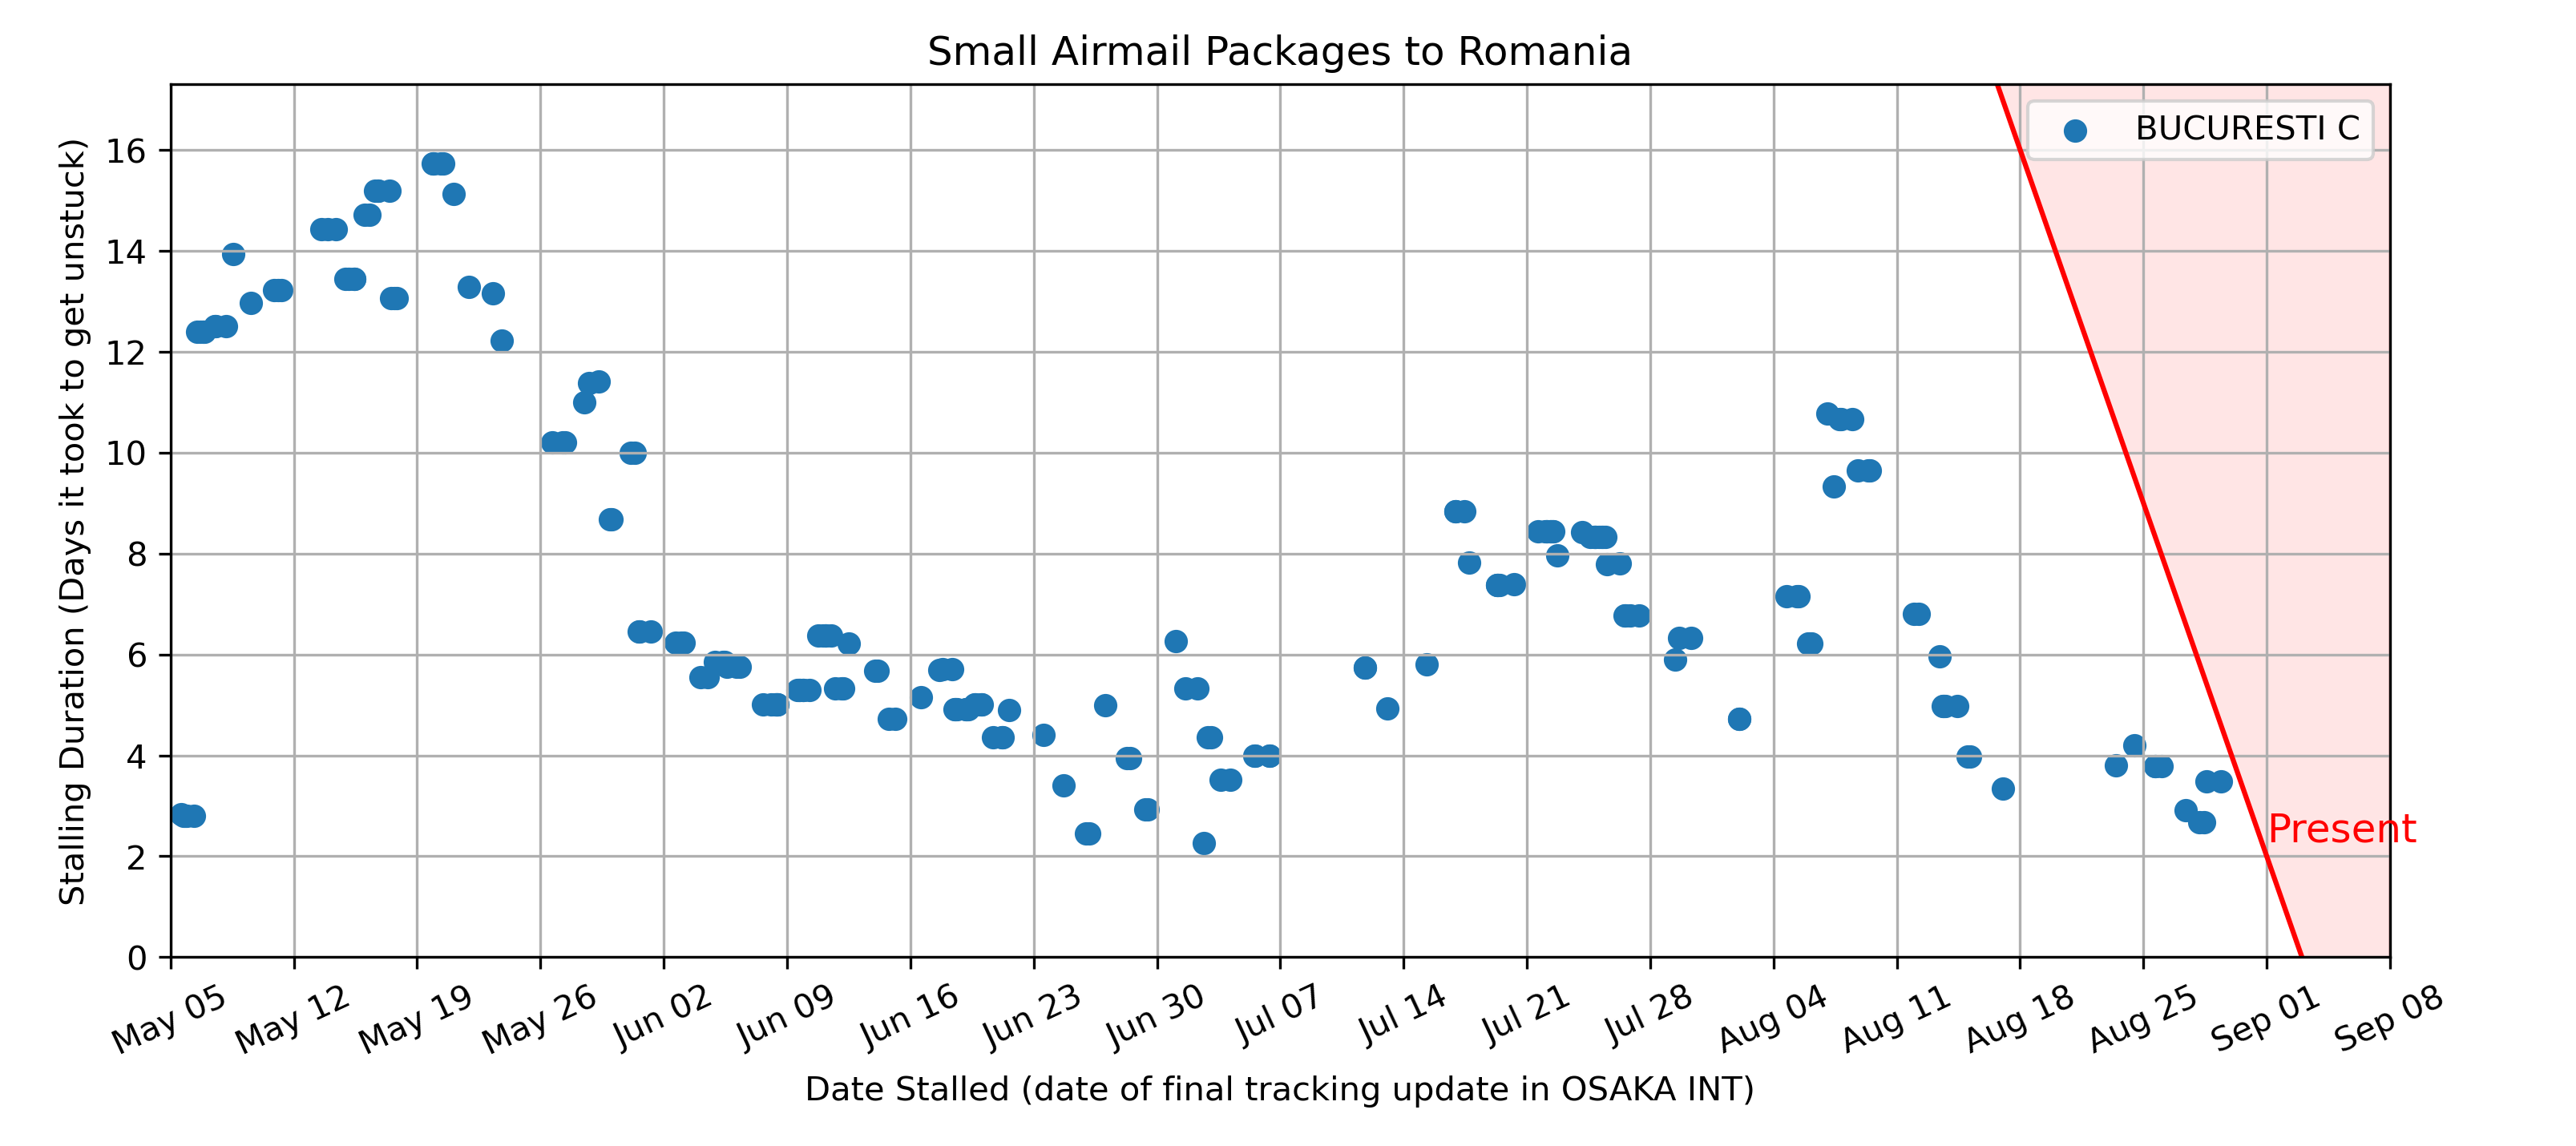 Small Airmail Packages to Romania
BUCURESTI C
Stalling Duration (Days it took to get unstuck)
16
14
12
10
8
6
4
2
0
Present
May 05
May 12
May 19
May 26
Jun 02
Jun 09
Jun 16
Jun 23
Jun 30
Jul 07
Jul 14
Jul 21
Jul 28
Aug 04
Aug 11
Aug 18
Aug 25
Sep 01
Sep 08
Date Stalled (date of final tracking update in OSAKA INT)